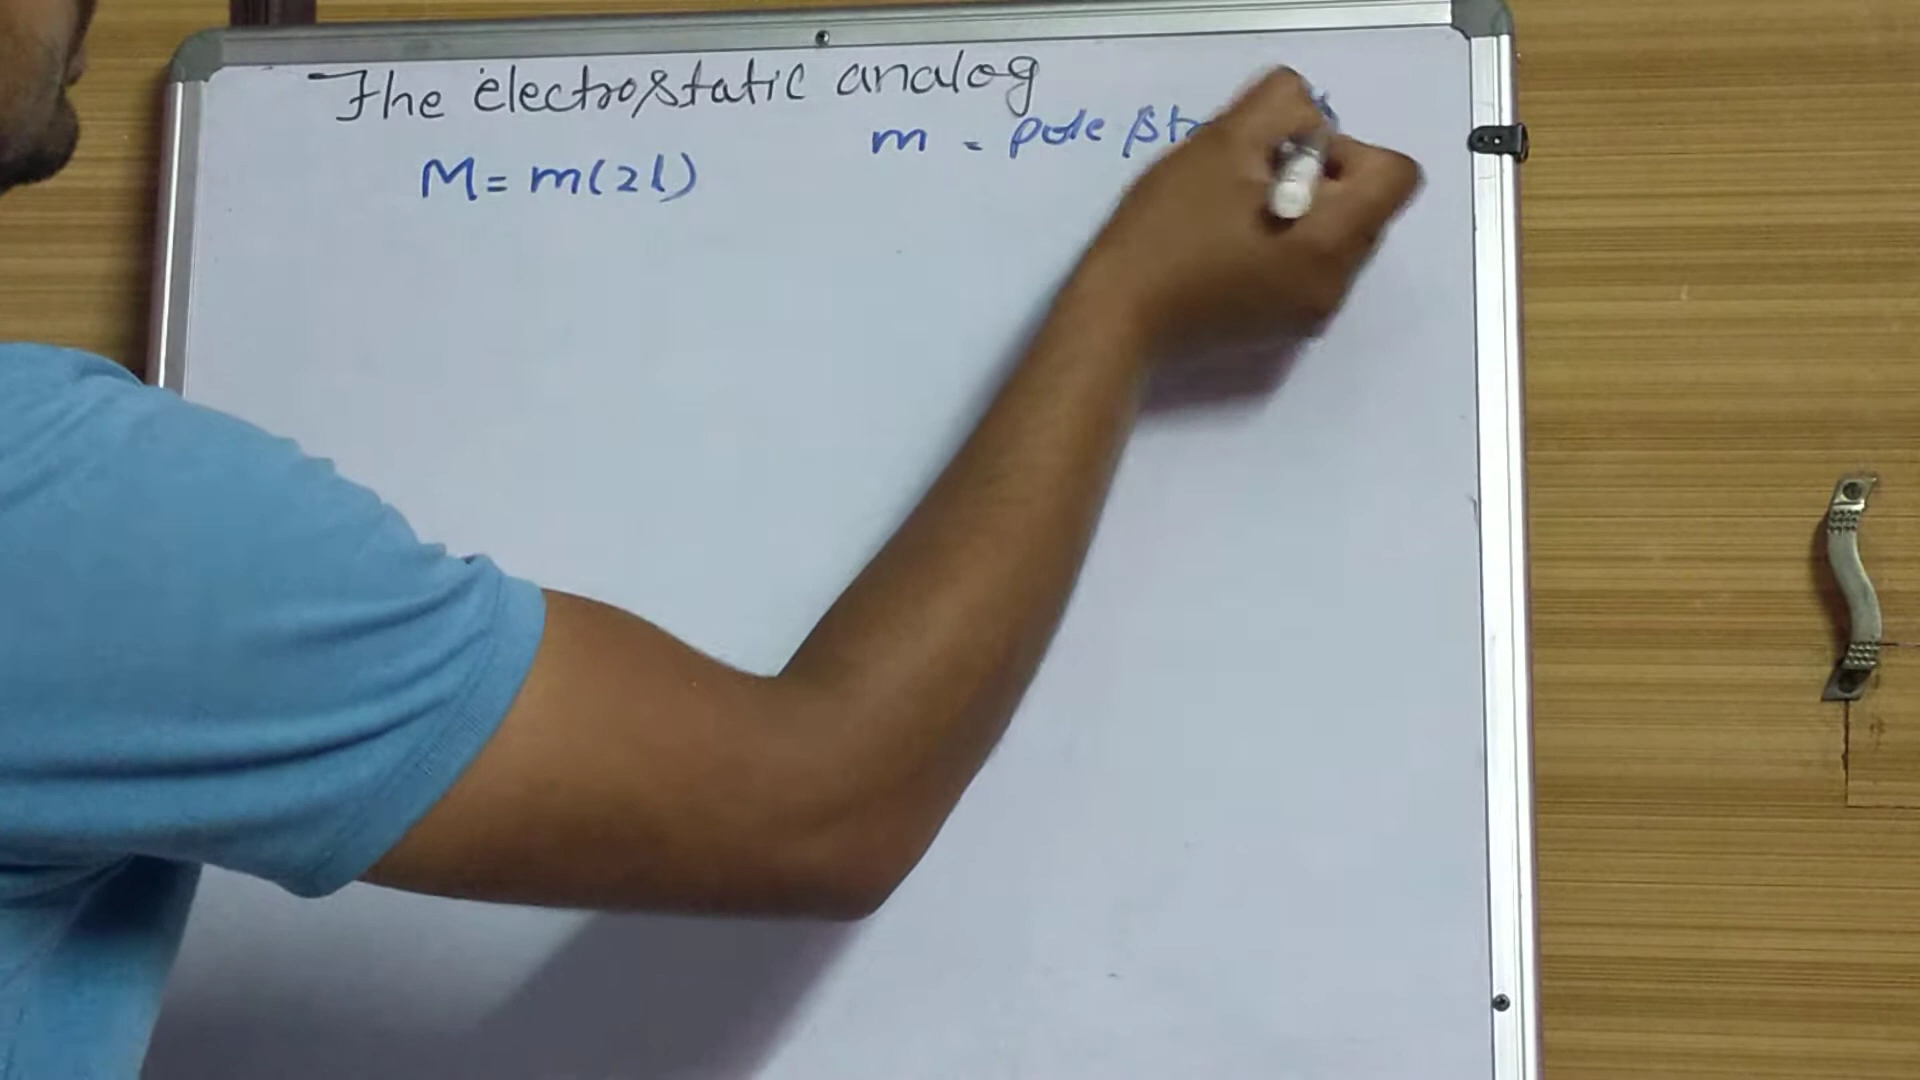 The electrostatic analog
m = pole
M = m(2l)